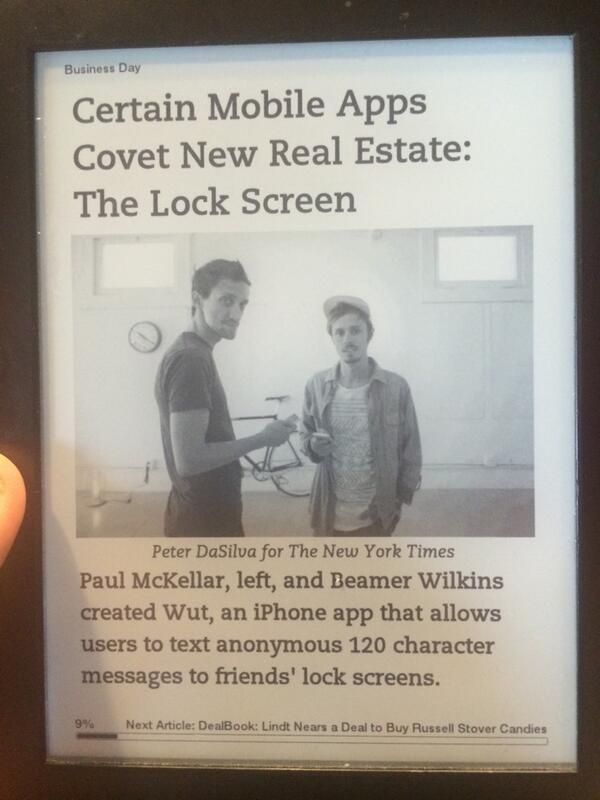 Business Day
Certain Mobile Apps
Covet New Real Estate:
The Lock Screen
Peter DaSilva for The New York Times
Paul McKellar, left, and Beamer Wilkins
created Wut, an iPhone app that allows
users to text anonymous 120 character
messages to friends' lock screens.
9% Next Article: DealBook: Lindt Nears a Deal to Buy Russell Stover Candies